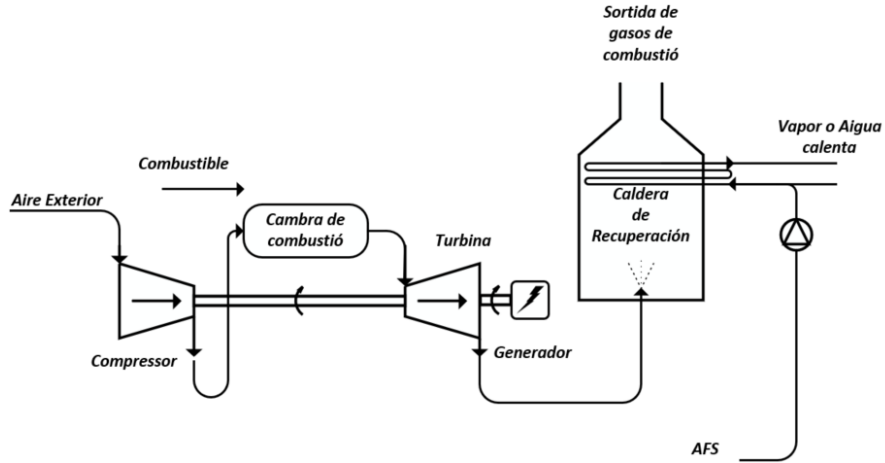 Sortida de
gasos de
combustió
Vapor o Aigua
calenta
Combustible
Aire Exterior
Cambra de
combustió
Turbina
Caldera
de
Recuperación
Compressor
Generador
AFS